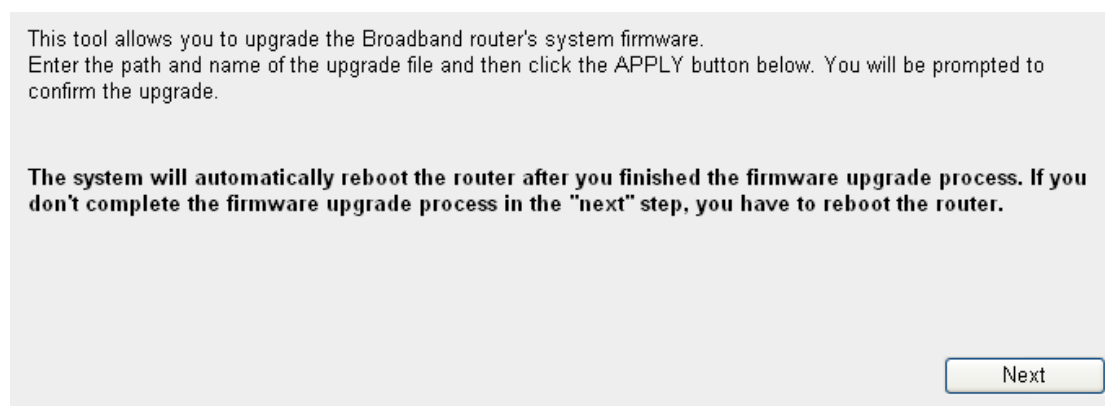 This tool allows you to upgrade the Broadband router's system firmware.
Enter the path and name of the upgrade file and then click the APPLY button below. You will be prompted to
confirm the upgrade.
The system will automatically reboot the router after you finished the firmware upgrade process. If you
don't complete the firmware upgrade process in the "next" step, you have to reboot the router.
Next